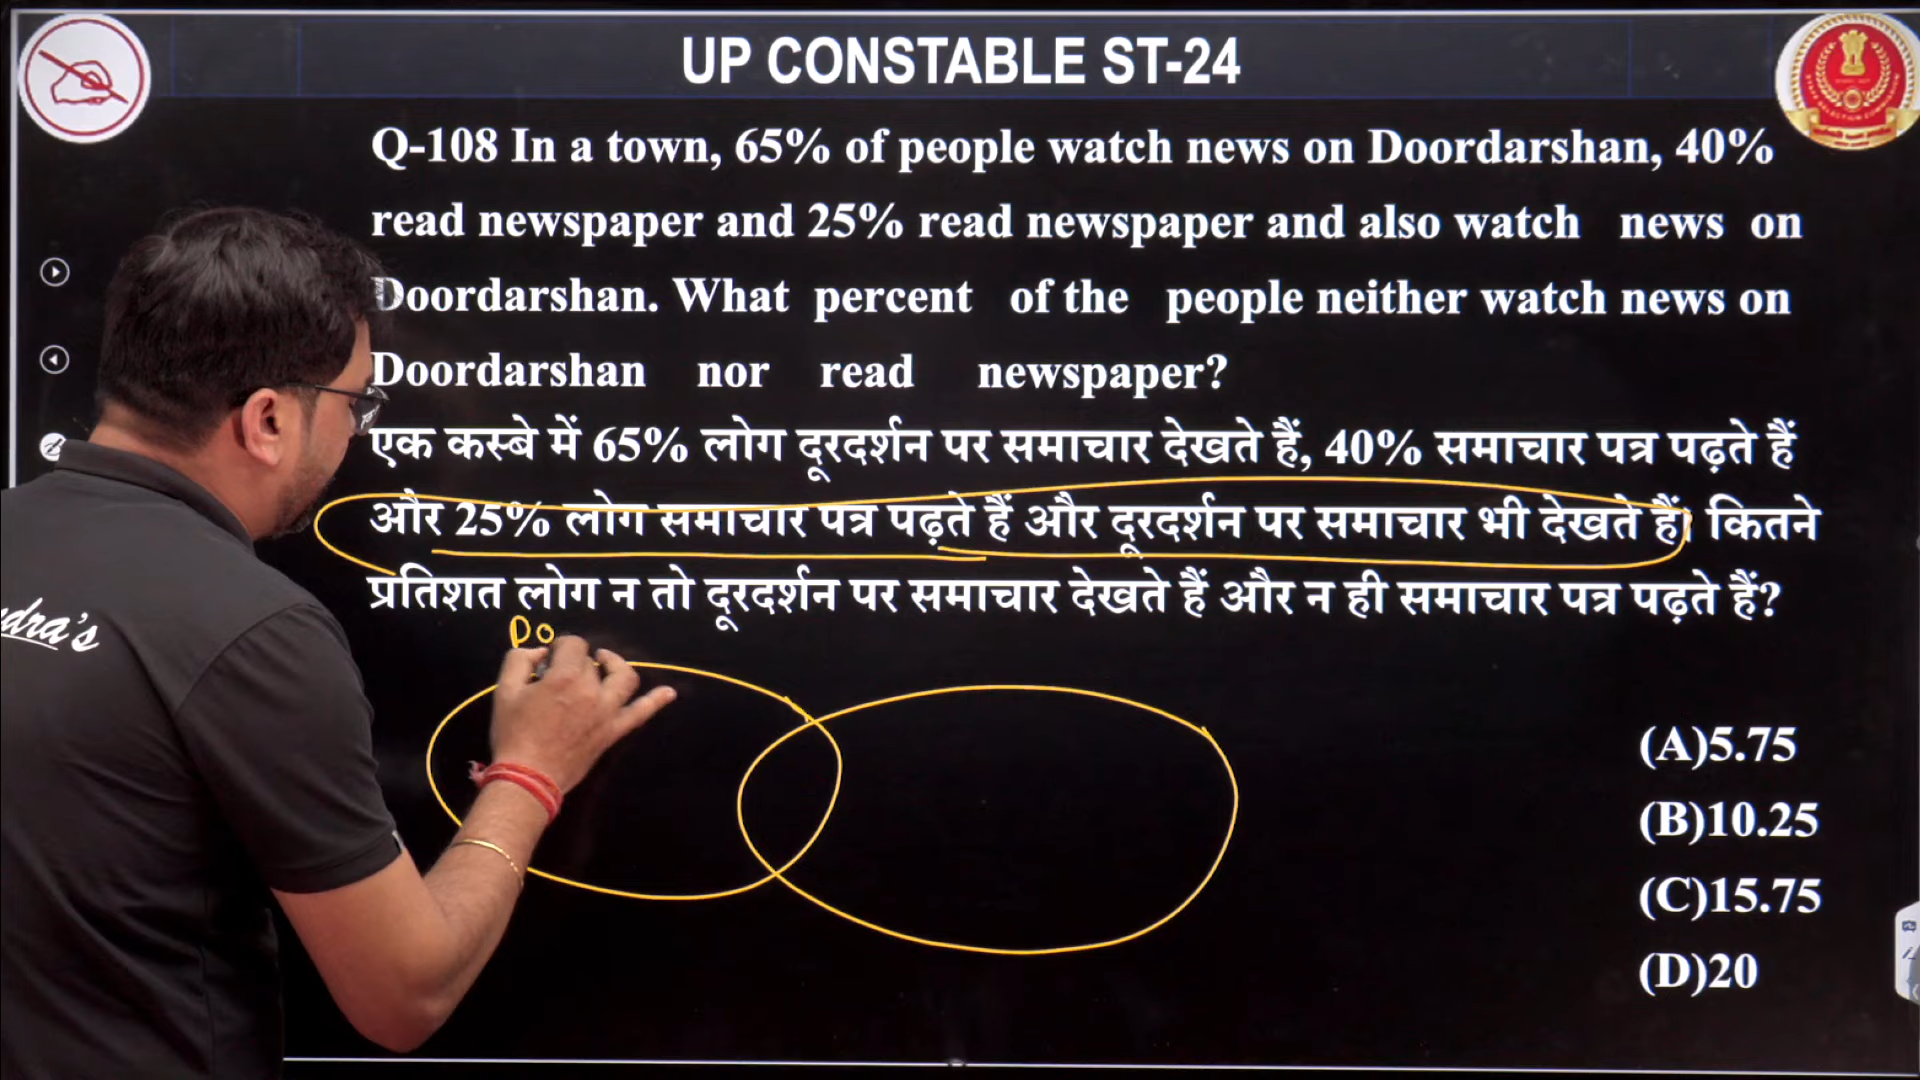 UP CONSTABLE ST-24
Q-108 In a town, 65% of people watch news on Doordarshan, 40%
read newspaper and 25% read newspaper and also watch news on
Doordarshan. What percent of the people neither watch news on
Doordarshan nor read newspaper?
एक कस्बे में 65% लोग दूरदर्शन पर समाचार देखते हैं, 40% समाचार पत्र पढ़ते हैं
और 25% लोग समाचार पत्र पढ़ते हैं और दूरदर्शन पर समाचार भी देखते हैं। कितने
प्रतिशत लोग न तो दूरदर्शन पर समाचार देखते हैं और न ही समाचार पत्र पढ़ते हैं?
DO
(A)5.75
(B)10.25
(C)15.75
(D)20
ndra's